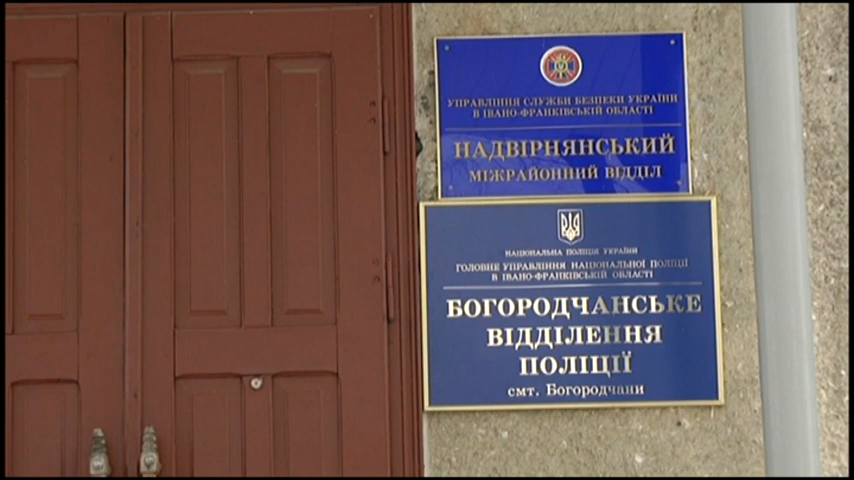 УПРАВЛІННЯ СЛУЖБИ БЕЗПЕКИ УКРАЇНИ
В ІВАНО-ФРАНКІВСЬКІЙ ОБЛАСТІ
НАДВІРНЯНСЬКИЙ
МІЖРАЙОННИЙ ВІДДІЛ
НАЦІОНАЛЬНА ПОЛІЦІЯ УКРАЇНИ
ГОЛОВНЕ УПРАВЛІННЯ НАЦІОНАЛЬНОЇ ПОЛІЦІЇ
В ІВАНО-ФРАНКІВСЬКІЙ ОБЛАСТІ
БОГОРОДЧАНСЬКЕ
ВІДДІЛЕННЯ
ПОЛІЦІЇ
смт. Богородчани